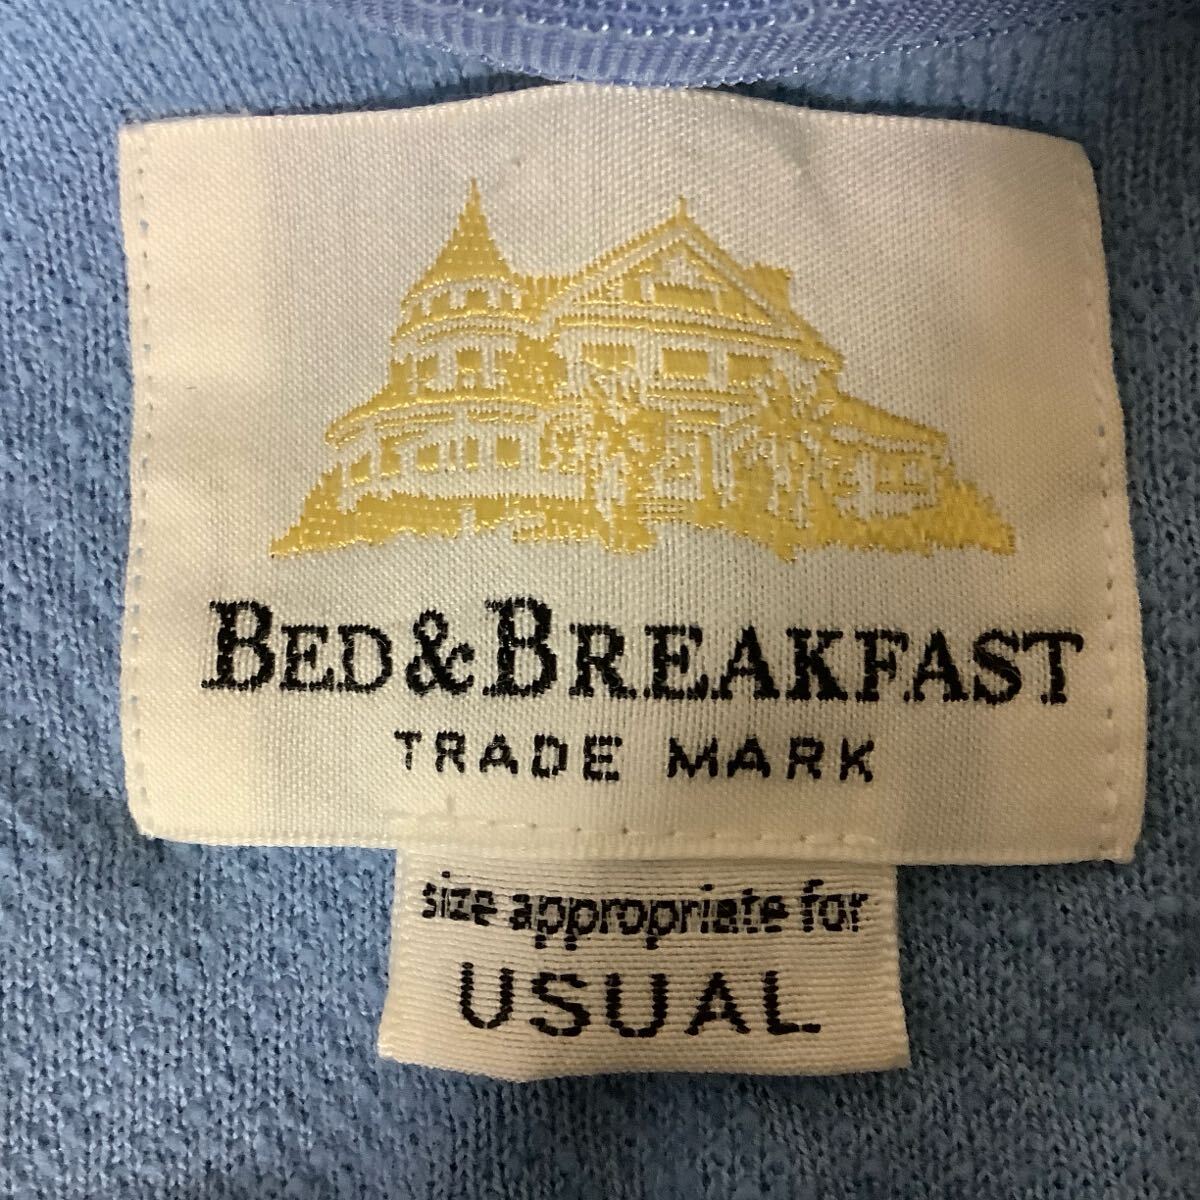 BED & BREAKFAST
TRADE MARK
size appropriate for
USUAL